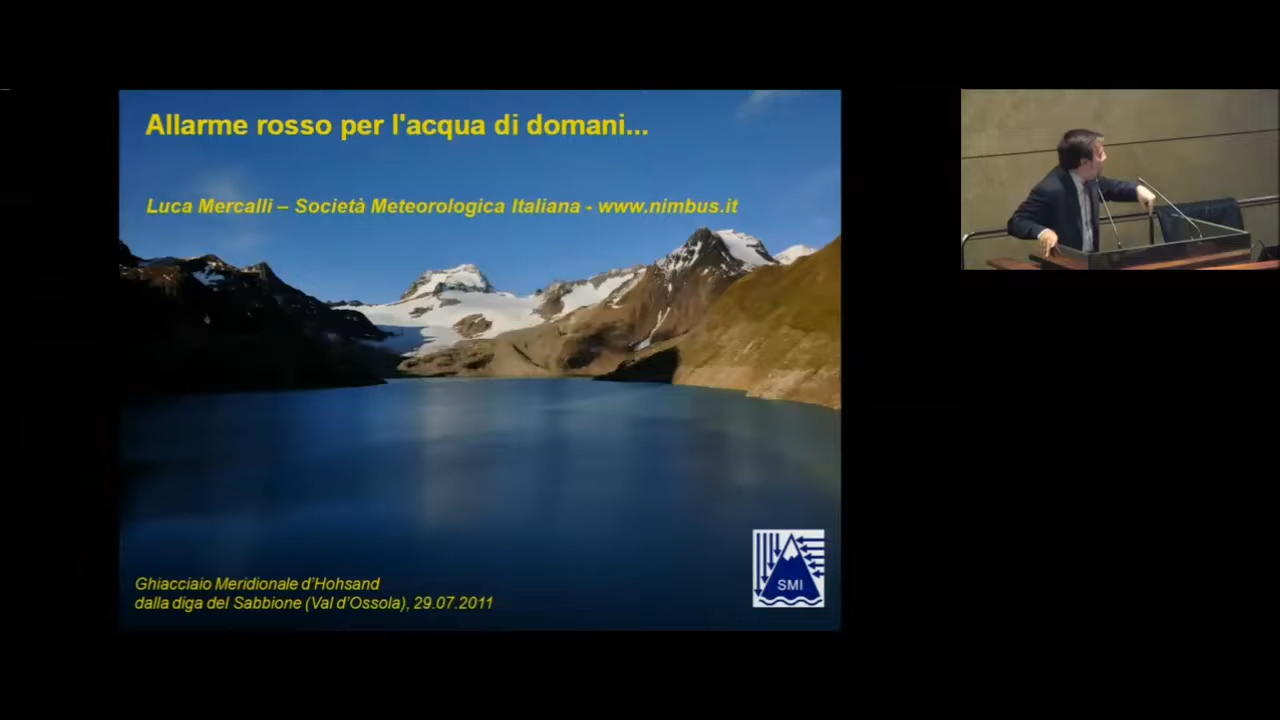 Allarme rosso per l'acqua di domani...
Luca Mercalli – Società Meteorologica Italiana - www.nimbus.it
SMI
Ghiacciaio Meridionale d'Hohsand
dalla diga del Sabbione (Val d'Ossola), 29.07.2011